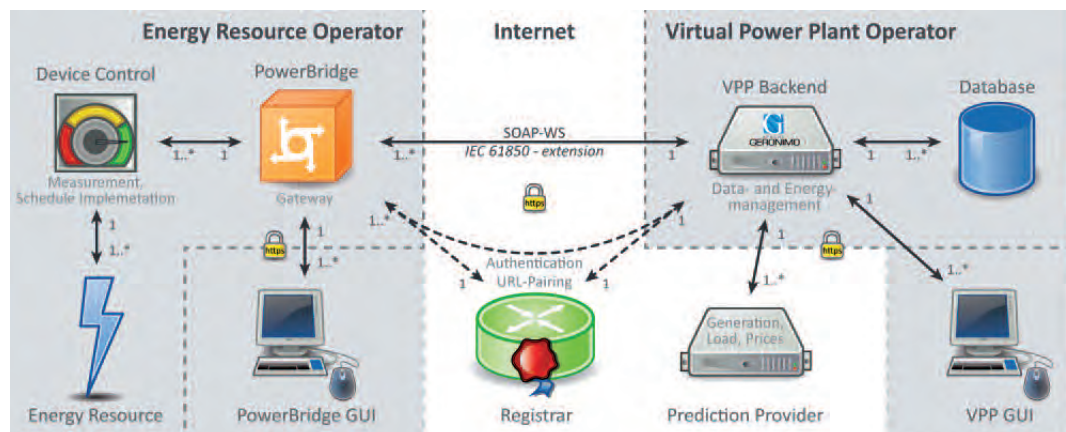 Energy Resource Operator
Internet
Virtual Power Plant Operator
Device Control
PowerBridge
VPP Backend
Database
GERONIMO
SOAP-WS
IEC 61850 - extension
1..*
1
1..*
1
1
1..*
Measurement,
Schedule Implemetation
Gateway
https
Data- and Energy-
management
1
1..*
1
1..*
1
1
1
https
https
1..*
1..*
Authentication
URL-Pairing
1
1
1..*
1..*
Generation,
Load, Prices
Energy Resource
PowerBridge GUI
Registrar
Prediction Provider
VPP GUI